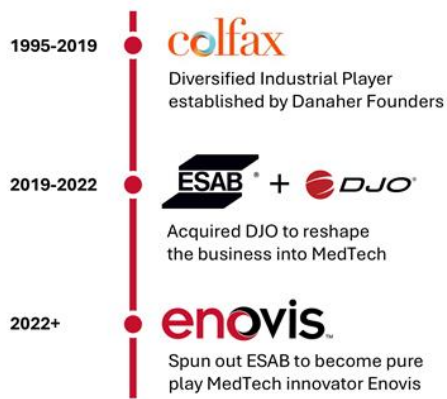 1995-2019
colfax
Diversified Industrial Player
established by Danaher Founders
2019-2022
ESAB® + DJO®
Acquired DJO to reshape
the business into MedTech
2022+
enovis™
Spun out ESAB to become pure
play MedTech innovator Enovis